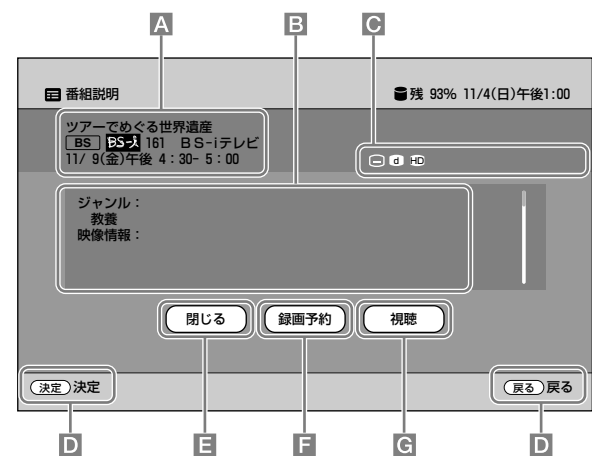 A B C
番組説明 残 93% 11/4(日)午後1:00
ツアーでめぐる世界遺産
BS BS-i 161 BS-iテレビ
11/ 9(金)午後 4:30- 5:00
d HD
ジャンル:
教養
映像情報:
閉じる 録画予約 視聴
決定 決定 戻る 戻る
D E F G D